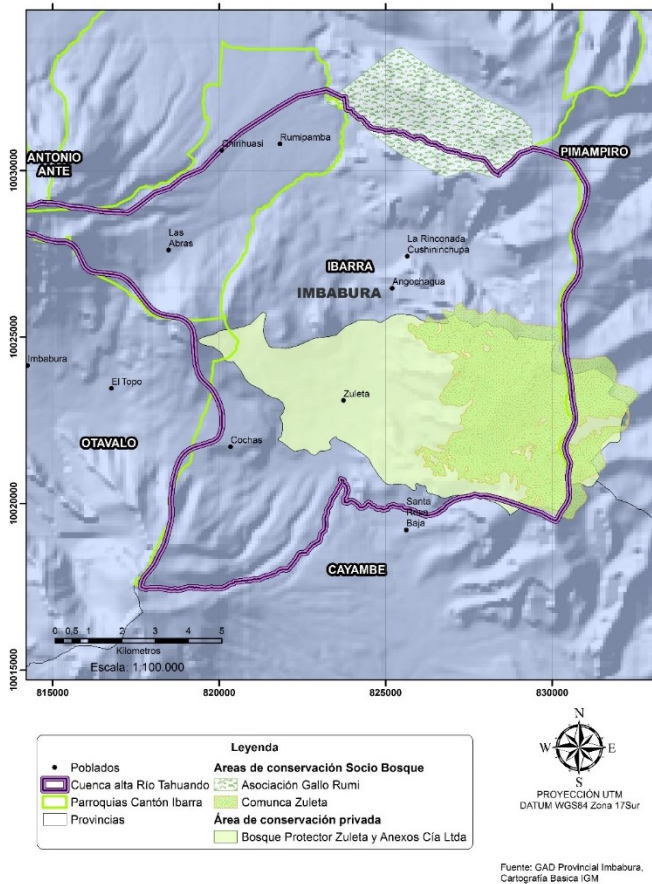 10030000
10025000
10020000
10015000
ANTONIO
ANTE
Chirihuasi
Rumipamba
PIMAMPIRO
Las
Abras
La Rinconada
Cushininchupa
IBARRA
IMBABURA
Angochagua
Imbabura
El Topo
Zuleta
OTAVALO
Cochas
Santa
Rosa
Baja
CAYAMBE
0 0,5 1 2 3 4 5
Kilometros
Escala: 1:100.000
815000 820000 825000 830000
Leyenda
Poblados
Cuenca alta Río Tahuando
Parroquias Cantón Ibarra
Provincias
Areas de conservación Socio Bosque
Asociación Gallo Rumi
Comunca Zuleta
Área de conservación privada
Bosque Protector Zuleta y Anexos Cía Ltda
N
W E
S
PROYECCIÓN UTM
DATUM WGS84 Zona 17Sur
Fuente: GAD Provincial Imbabura,
Cartografía Basica IGM